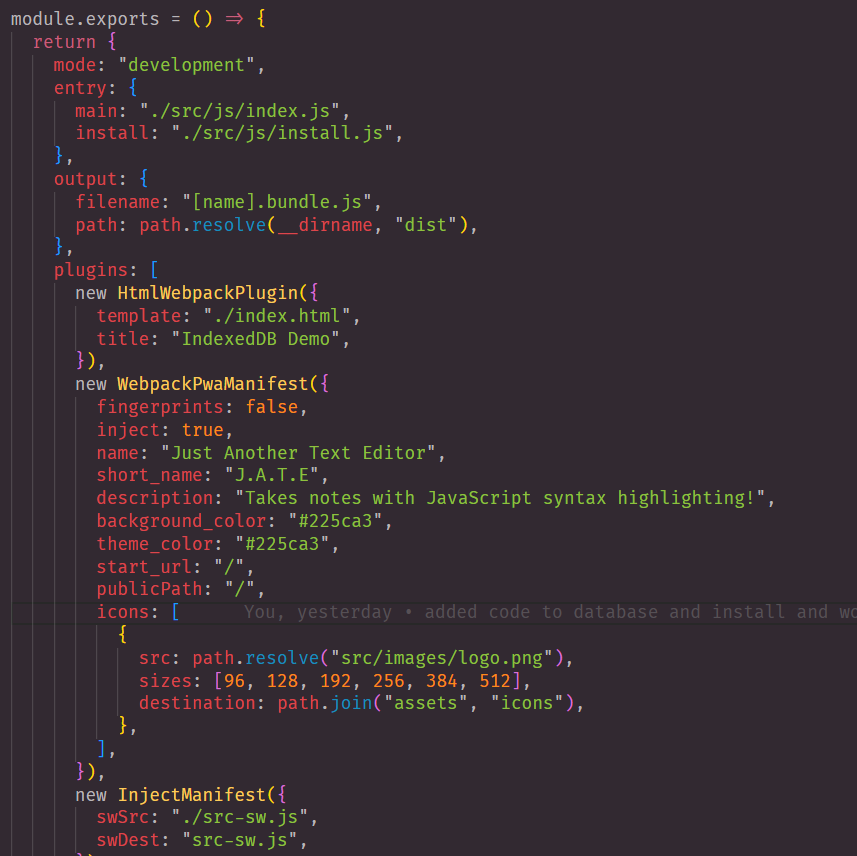 module.exports = () => {
return {
mode: "development",
entry: {
main: "./src/js/index.js",
install: "./src/js/install.js",
},
output: {
filename: "[name].bundle.js",
path: path.resolve(__dirname, "dist"),
},
plugins: [
new HtmlWebpackPlugin({
template: "./index.html",
title: "IndexedDB Demo",
}),
new WebpackPwaManifest({
fingerprints: false,
inject: true,
name: "Just Another Text Editor",
short_name: "J.A.T.E",
description: "Takes notes with JavaScript syntax highlighting!",
background_color: "#225ca3",
theme_color: "#225ca3",
start_url: "/",
publicPath: "/",
icons: [ You, yesterday • added code to database and install and wo
{
src: path.resolve("src/images/logo.png"),
sizes: [96, 128, 192, 256, 384, 512],
destination: path.join("assets", "icons"),
},
],
}),
new InjectManifest({
swSrc: "./src-sw.js",
swDest: "src-sw.js",